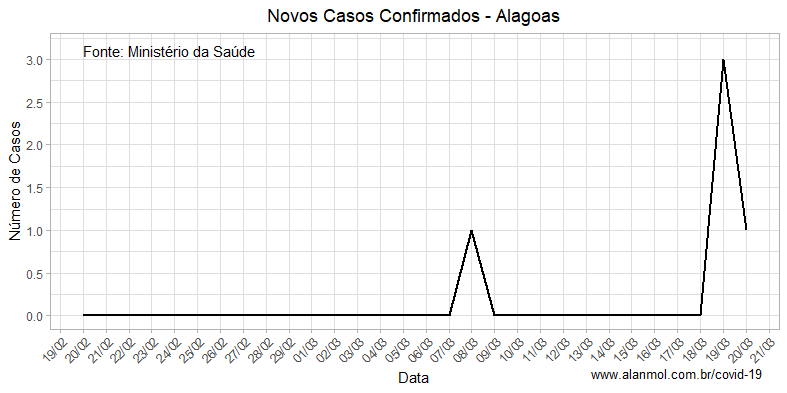 Novos Casos Confirmados - Alagoas
Fonte: Ministério da Saúde
Número de Casos
3.0
2.5
2.0
1.5
1.0
0.5
0.0
19/02 20/02 21/02 22/02 23/02 24/02 25/02 26/02 27/02 28/02 29/02 01/03 02/03 03/03 04/03 05/03 06/03 07/03 08/03 09/03 10/03 11/03 12/03 13/03 14/03 15/03 16/03 17/03 18/03 19/03 20/03 21/03
Data
www.alanmol.com.br/covid-19